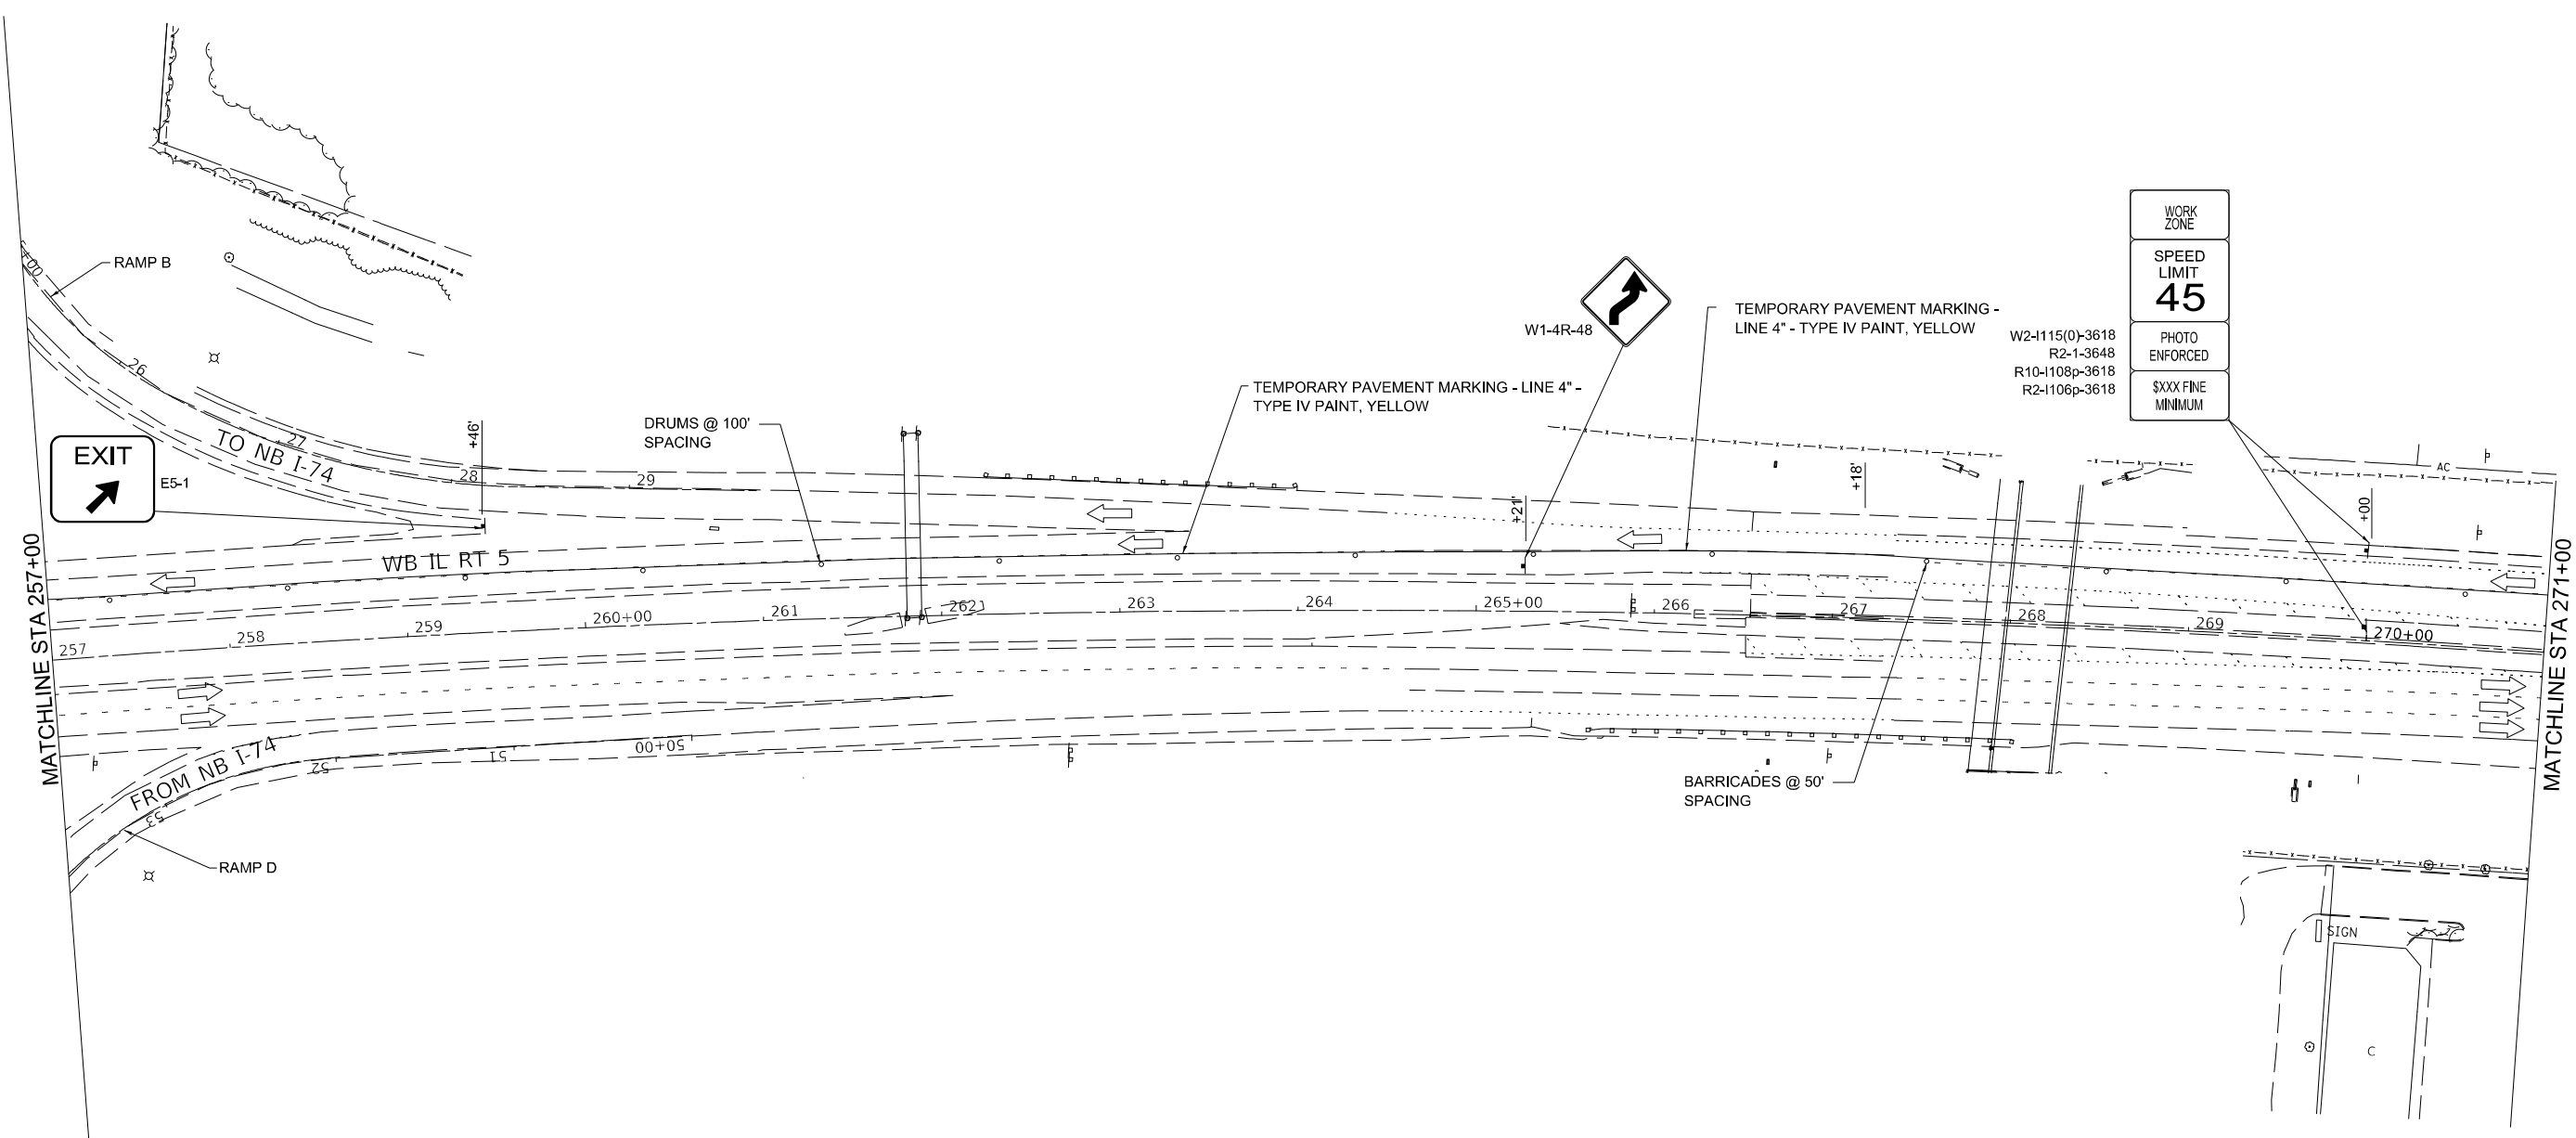 WORK
ZONE
SPEED
LIMIT
45
PHOTO
ENFORCED
$XXX FINE
MINIMUM
W2-I115(0)-3618
R2-1-3648
R10-I108p-3618
R2-I106p-3618
+00
RAMP B
W1-4R-48
TEMPORARY PAVEMENT MARKING -
LINE 4" - TYPE IV PAINT, YELLOW
TEMPORARY PAVEMENT MARKING - LINE 4" -
TYPE IV PAINT, YELLOW
DRUMS @ 100'
SPACING
26
27
28
29
TO NB I-74
+46'
EXIT
E5-1
+21'
+18'
+00
AC
WB IL RT 5
MATCHLINE STA 257+00
MATCHLINE STA 271+00
257
258
259
260+00
261
262
263
264
265+00
266
267
268
269
270+00
FROM NB I-74
53
52
51
50+00
BARRICADES @ 50'
SPACING
RAMP D
SIGN
C